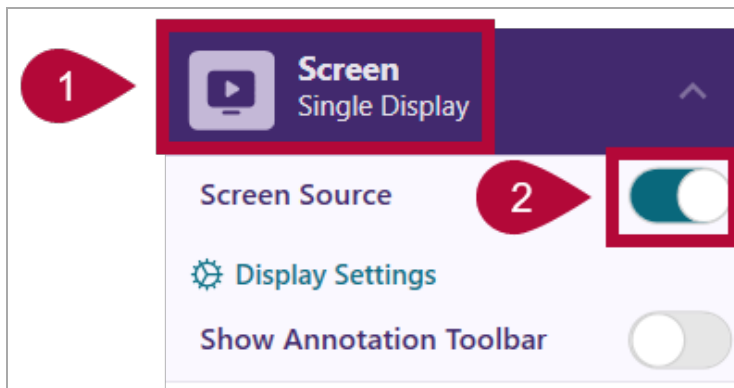 1
Screen
Single Display
Screen Source
2
Display Settings
Show Annotation Toolbar